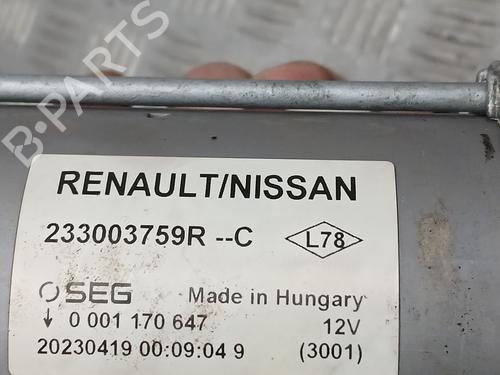 B-PARTS
RENAULT/NISSAN
233003759R --C L78
SEG Made in Hungary
↓ 0 001 170 647 12V
20230419 00:09:04 9 (3001)